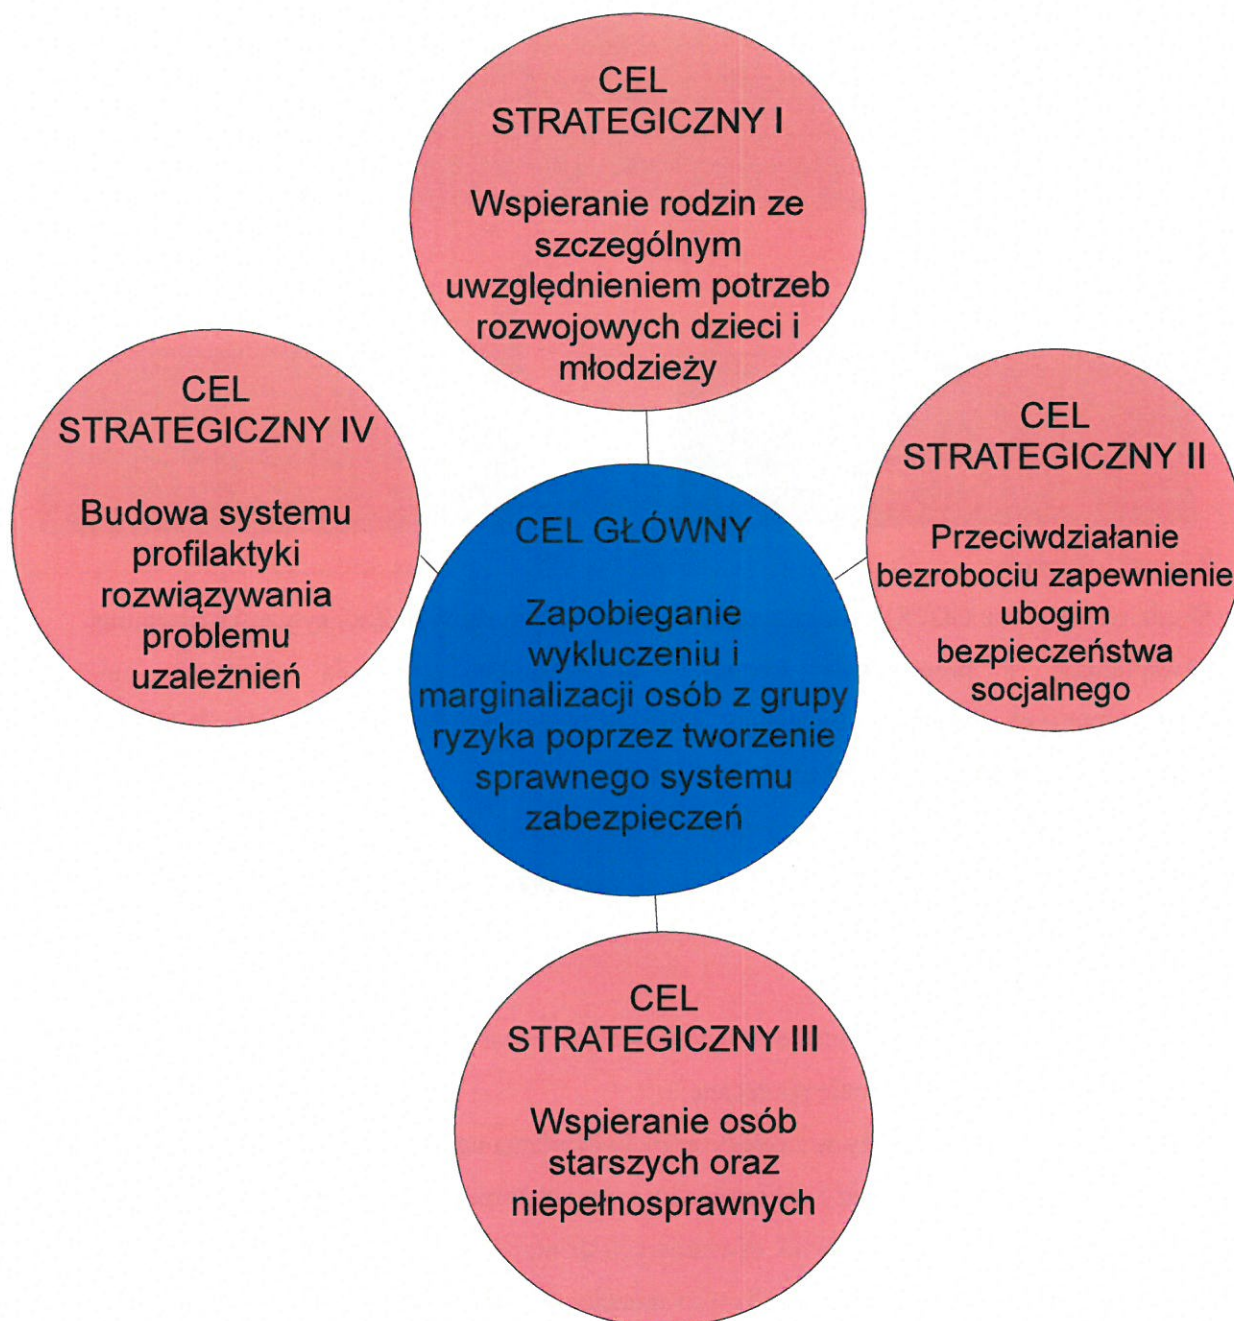 CEL
STRATEGICZNY I
Wspieranie rodzin ze
szczególnym
uwzględnieniem potrzeb
rozwojowych dzieci i
młodzieży
CEL
STRATEGICZNY IV
Budowa systemu
profilaktyki
rozwiązywania
problemu
uzależnień
CEL GŁÓWNY
Zapobieganie
wykluczeniu i
marginalizacji osób z grupy
ryzyka poprzez tworzenie
sprawnego systemu
zabezpieczeń
CEL
STRATEGICZNY II
Przeciwdziałanie
bezrobociu zapewnienie
ubogim
bezpieczeństwa
socjalnego
CEL
STRATEGICZNY III
Wspieranie osób
starszych oraz
niepełnosprawnych